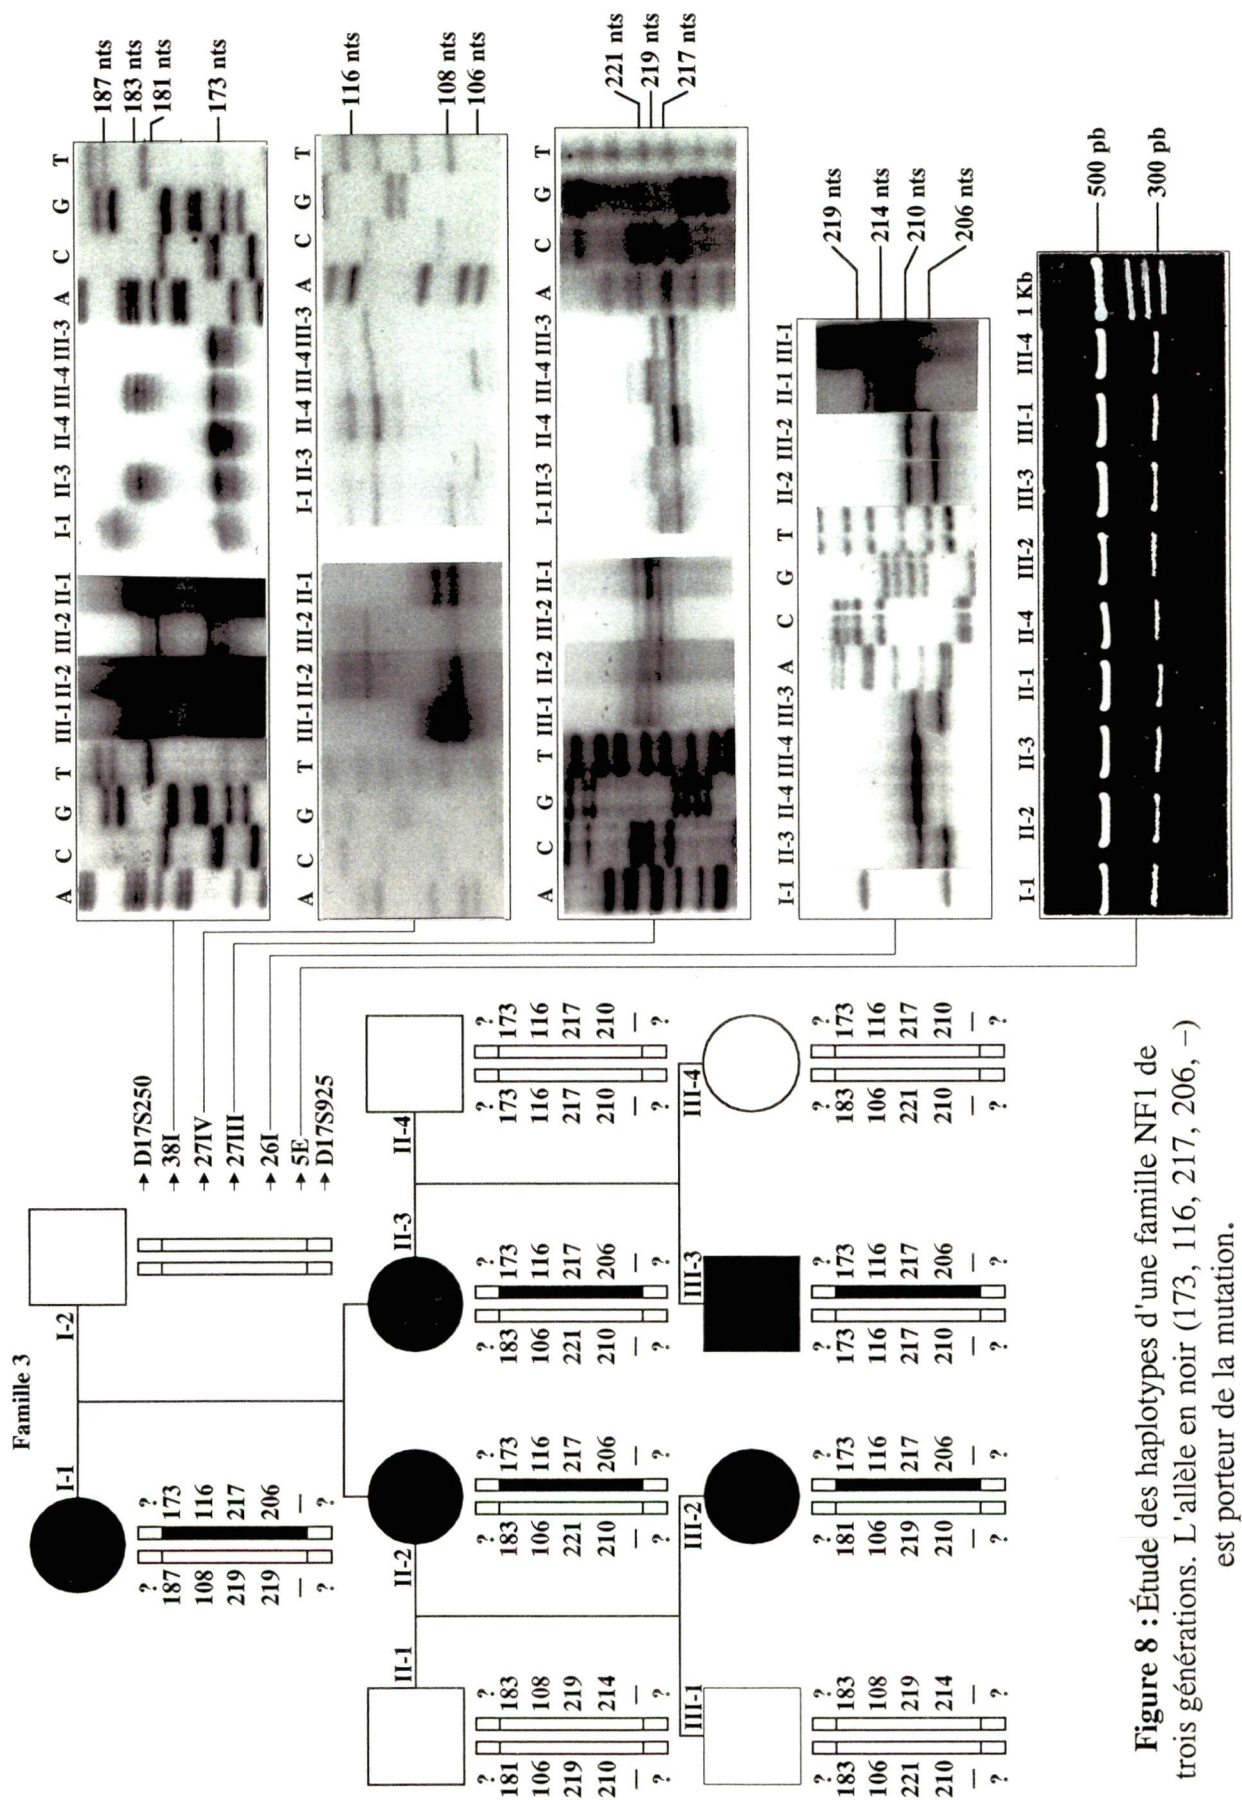 Famille 3
I-1
I-2
? ?
187 173
108 116
219 217
219 206
— —
? ?
D17S250
38I
27IV
27III
26I
5E
D17S925
II-1
II-2
II-3
II-4
? ?
181 183
106 108
219 219
210 214
— —
? ?
? ?
183 173
106 116
221 217
210 206
— —
? ?
? ?
183 173
106 116
221 217
210 206
— —
? ?
? ?
173 173
116 116
217 217
210 210
— —
? ?
III-1
III-2
III-3
III-4
? ?
183 183
106 108
221 219
210 214
— —
? ?
? ?
181 173
106 116
219 217
210 206
— —
? ?
? ?
173 173
116 116
217 217
210 206
— —
? ?
? ?
183 173
106 116
221 217
210 210
— —
? ?
A C G T III-1 II-2 III-2 II-1 I-1 II-3 II-4 III-4 III-3 A C G T
187 nts
183 nts
181 nts
173 nts
A C G T III-1 II-2 III-2 II-1 I-1 II-3 II-4 III-4 III-3 A C G T
116 nts
108 nts
106 nts
A C G T III-1 II-2 III-2 II-1 I-1 II-3 II-4 III-4 III-3 A C G T
221 nts
219 nts
217 nts
I-1 II-3 II-4 III-4 III-3 A C G T II-2 III-2 II-1 III-1
219 nts
214 nts
210 nts
206 nts
I-1 II-2 II-3 II-1 II-4 III-2 III-3 III-1 III-4 1 Kb
500 pb
300 pb
Figure 8 : Étude des haplotypes d'une famille NF1 de
trois générations. L'allèle en noir (173, 116, 217, 206, –)
est porteur de la mutation.